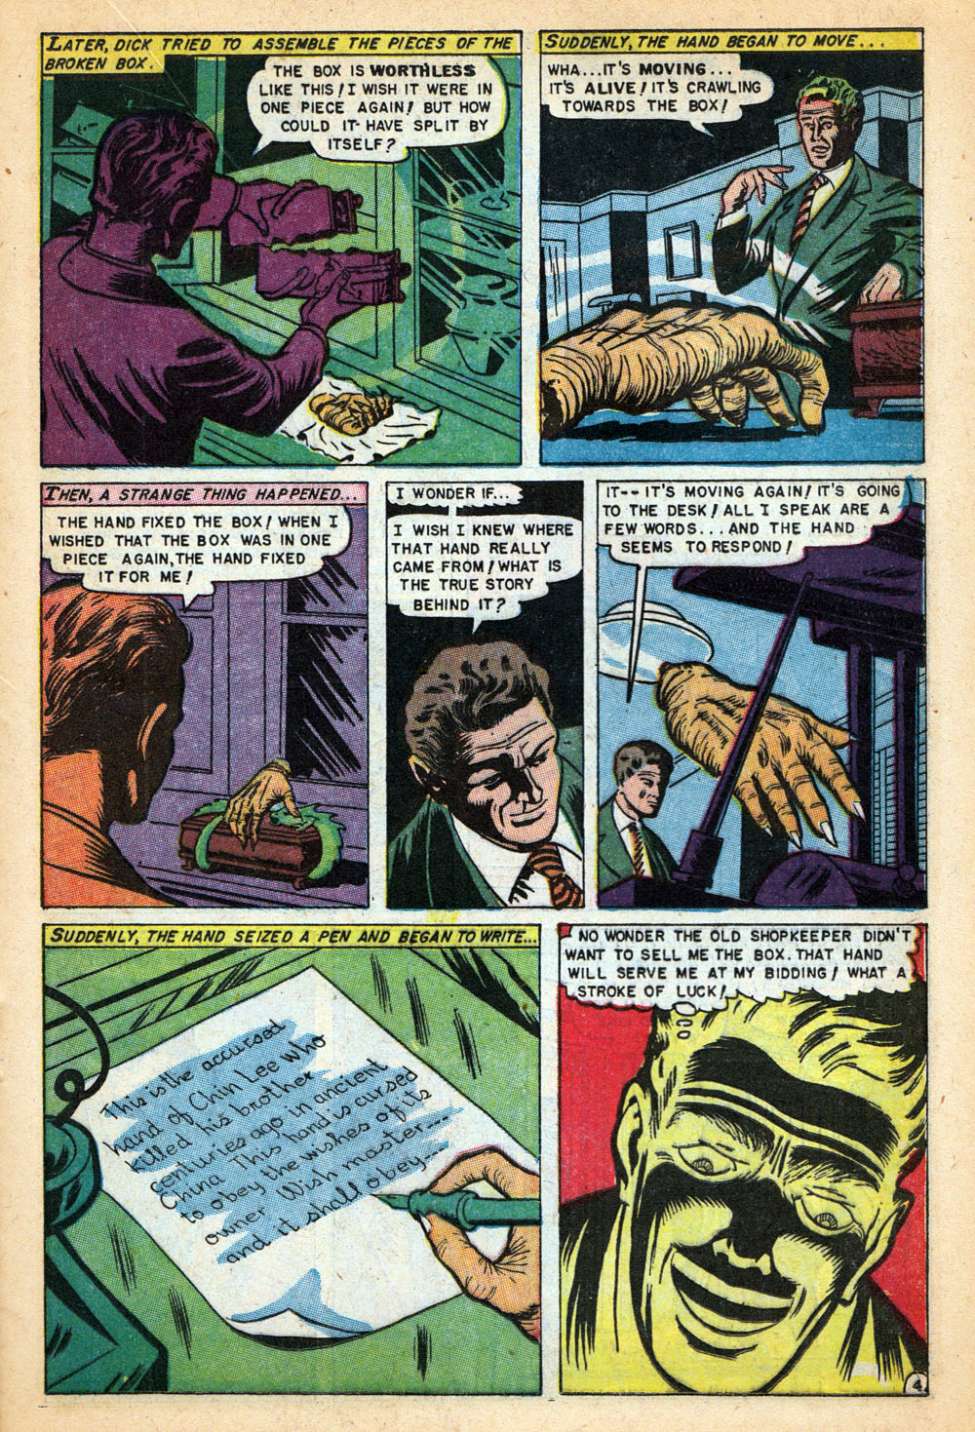 LATER, DICK TRIED TO ASSEMBLE THE PIECES OF THE
BROKEN BOX.
THE BOX IS WORTHLESS
LIKE THIS! I WISH IT WERE IN
ONE PIECE AGAIN! BUT HOW
COULD IT HAVE SPLIT BY
ITSELF?
SUDDENLY, THE HAND BEGAN TO MOVE...
WHA...IT'S MOVING...
IT'S ALIVE! IT'S CRAWLING
TOWARDS THE BOX!
THEN, A STRANGE THING HAPPENED...
THE HAND FIXED THE BOX! WHEN I
WISHED THAT THE BOX WAS IN ONE
PIECE AGAIN, THE HAND FIXED
IT FOR ME!
I WONDER IF...
I WISH I KNEW WHERE
THAT HAND REALLY
CAME FROM! WHAT IS
THE TRUE STORY
BEHIND IT?
IT-- IT'S MOVING AGAIN! IT'S GOING
TO THE DESK! ALL I SPEAK ARE A
FEW WORDS...AND THE HAND
SEEMS TO RESPOND!
SUDDENLY, THE HAND SEIZED A PEN AND BEGAN TO WRITE...
This is the accursed
hand of Chin Lee who
killed his brother
centuries ago in ancient
China This hand is cursed
to obey the wishes of its
owner Wish master...
and it shall obey...
NO WONDER THE OLD SHOPKEEPER DIDN'T
WANT TO SELL ME THE BOX. THAT HAND
WILL SERVE ME AT MY BIDDING! WHAT A
STROKE OF LUCK!
4